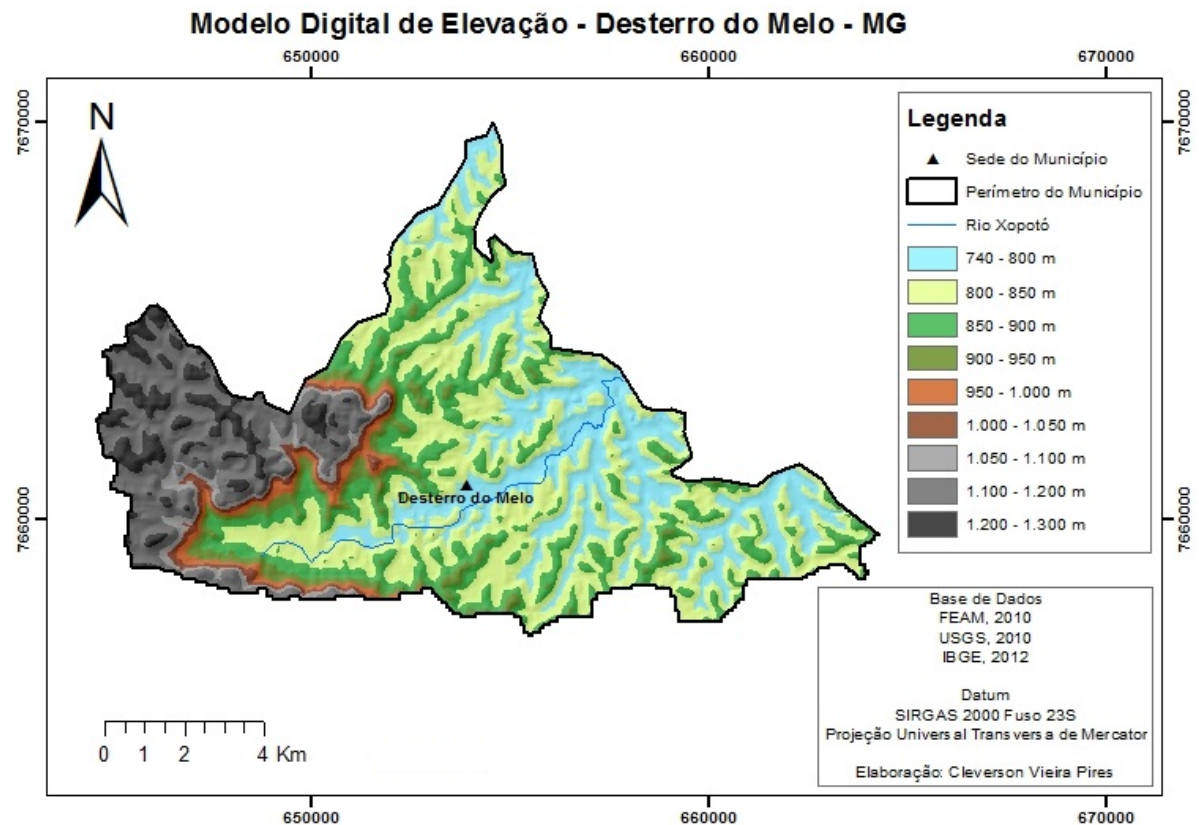 Modelo Digital de Elevação - Desterro do Melo - MG
650000
660000
670000
7670000
7670000
N
Legenda
Sede do Município
Perímetro do Município
Rio Xopotó
740 - 800 m
800 - 850 m
850 - 900 m
900 - 950 m
950 - 1.000 m
1.000 - 1.050 m
1.050 - 1.100 m
1.100 - 1.200 m
1.200 - 1.300 m
Desterro do Melo
7660000
7660000
Base de Dados
FEAM, 2010
USGS, 2010
IBGE, 2012
Datum
SIRGAS 2000 Fuso 23S
Projeção Universal Transversa de Mercator
Elaboração: Cleverson Vieira Pires
0 1 2 4 Km
650000
660000
670000